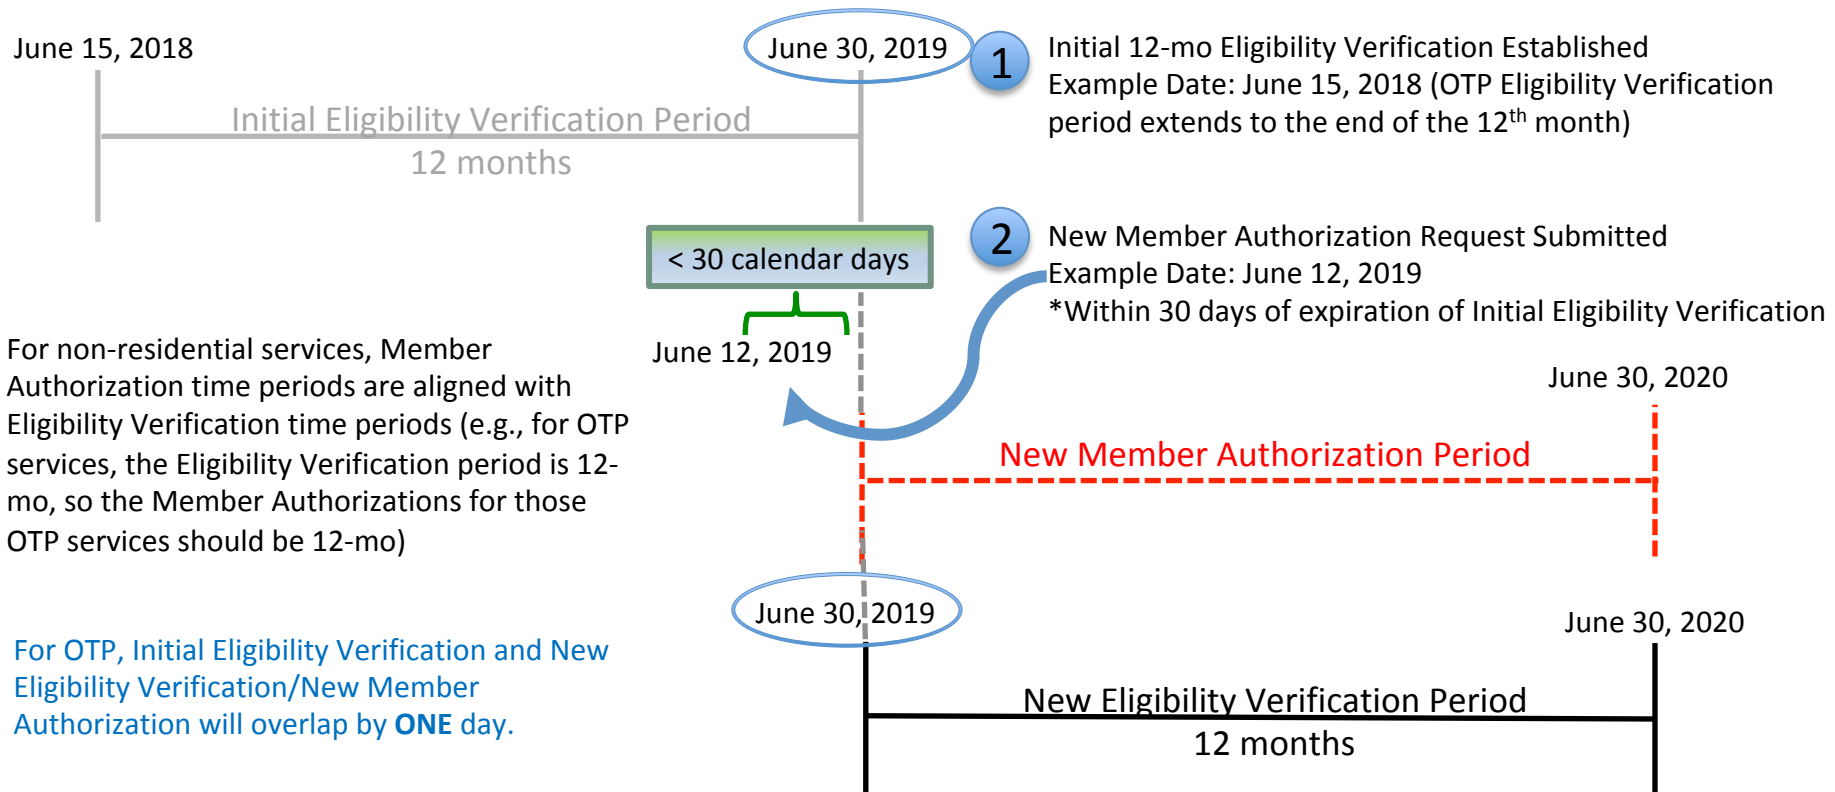 June 15, 2018
June 30, 2019
Initial Eligibility Verification Period
12 months
1
Initial 12-mo Eligibility Verification Established
Example Date: June 15, 2018 (OTP Eligibility Verification
period extends to the end of the 12th month)
< 30 calendar days
2
New Member Authorization Request Submitted
Example Date: June 12, 2019
*Within 30 days of expiration of Initial Eligibility Verification
June 12, 2019
For non-residential services, Member
Authorization time periods are aligned with
Eligibility Verification time periods (e.g., for OTP
services, the Eligibility Verification period is 12-
mo, so the Member Authorizations for those
OTP services should be 12-mo)
June 30, 2020
New Member Authorization Period
June 30, 2019
June 30, 2020
For OTP, Initial Eligibility Verification and New
Eligibility Verification/New Member
Authorization will overlap by ONE day.
New Eligibility Verification Period
12 months